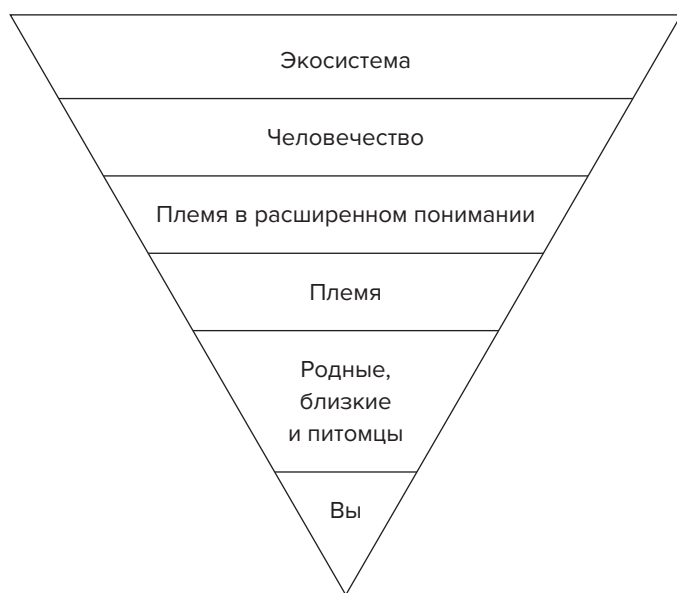 Экосистема
Человечество
Племя в расширенном понимании
Племя
Родные,
близкие
и питомцы
Вы